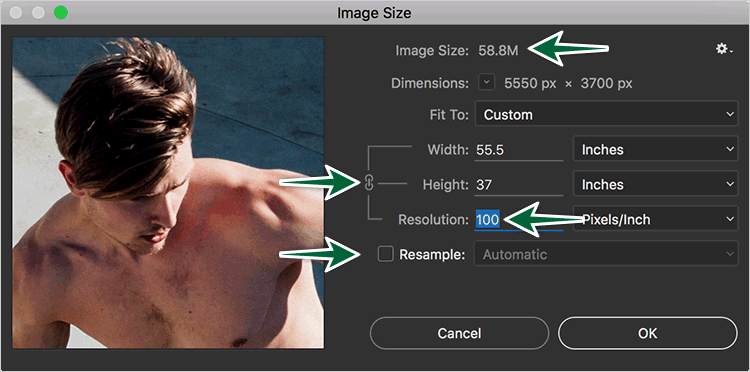 Image Size
Image Size: 58.8M
Dimensions: 5550 px × 3700 px
Fit To: Custom
Width: 55.5 Inches
Height: 37 Inches
Resolution: 100 Pixels/Inch
Resample: Automatic
Cancel OK